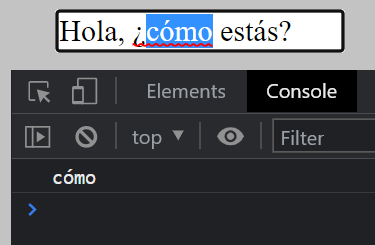 Hola, ¿cómo estás?
Elements Console
top Filter
cómo